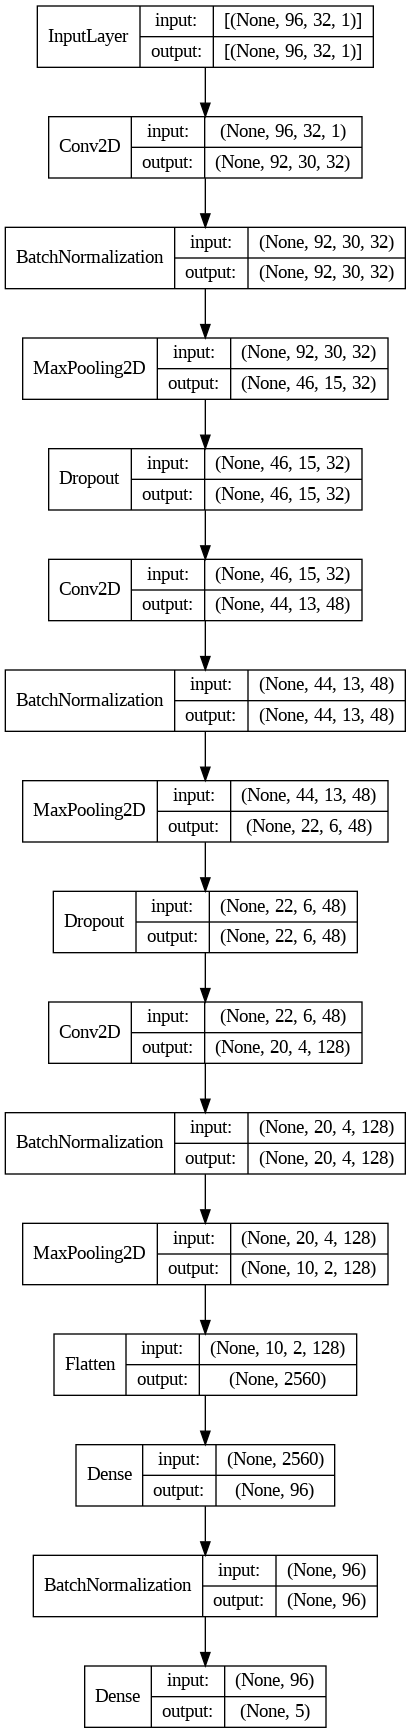 InputLayer input: [(None, 96, 32, 1)]
output: [(None, 96, 32, 1)]
Conv2D input: (None, 96, 32, 1)
output: (None, 92, 30, 32)
BatchNormalization input: (None, 92, 30, 32)
output: (None, 92, 30, 32)
MaxPooling2D input: (None, 92, 30, 32)
output: (None, 46, 15, 32)
Dropout input: (None, 46, 15, 32)
output: (None, 46, 15, 32)
Conv2D input: (None, 46, 15, 32)
output: (None, 44, 13, 48)
BatchNormalization input: (None, 44, 13, 48)
output: (None, 44, 13, 48)
MaxPooling2D input: (None, 44, 13, 48)
output: (None, 22, 6, 48)
Dropout input: (None, 22, 6, 48)
output: (None, 22, 6, 48)
Conv2D input: (None, 22, 6, 48)
output: (None, 20, 4, 128)
BatchNormalization input: (None, 20, 4, 128)
output: (None, 20, 4, 128)
MaxPooling2D input: (None, 20, 4, 128)
output: (None, 10, 2, 128)
Flatten input: (None, 10, 2, 128)
output: (None, 2560)
Dense input: (None, 2560)
output: (None, 96)
BatchNormalization input: (None, 96)
output: (None, 96)
Dense input: (None, 96)
output: (None, 5)